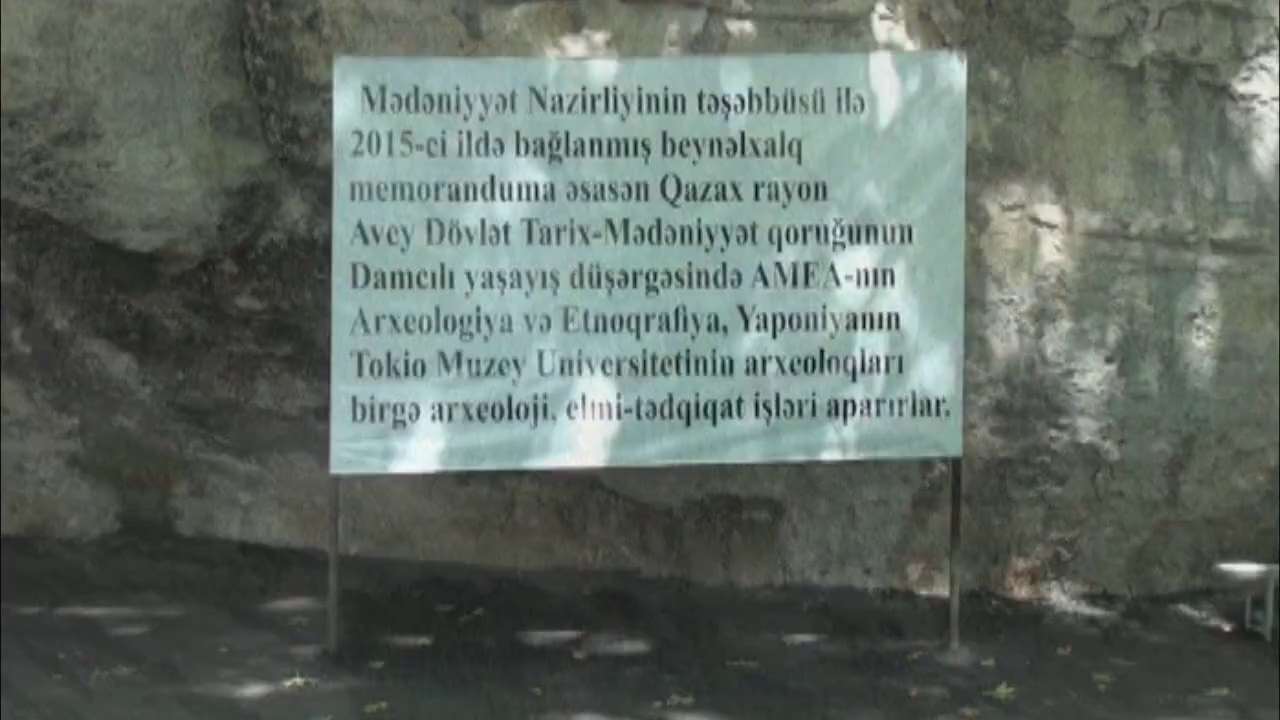 Mədəniyyət Nazirliyinin təşəbbüsü ilə
2015-ci ildə bağlanmış beynəlxalq
memoranduma əsasən Qazax rayon
Avey Dövlət Tarix-Mədəniyyət qoruğunun
Damcılı yaşayış düşərgəsində AMEA-nın
Arxeologiya və Etnoqrafiya, Yaponiyanın
Tokio Muzey Universitetinin arxeoloqları
birgə arxeoloji, elmi-tədqiqat işləri aparırlar.